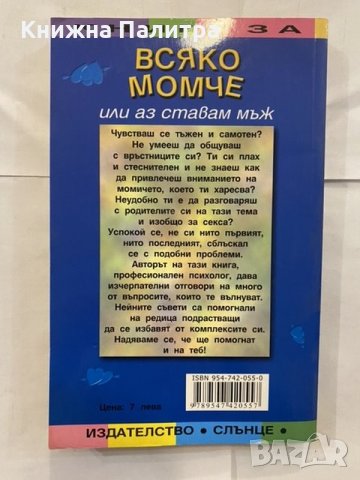 Книжна Палитра
ЗА
ВСЯКО
МОМЧЕ
или аз ставам мъж
Чувстваш се тъжен и самотен?
Не умееш да общуваш
с връстниците си? Ти си плах
и стеснителен и не знаеш как
да привлечеш вниманието на
момичето, което ти харесва?
Неудобно ти е да разговаряш
с родителите си на тази тема
и изобщо за секса?
Успокой се, не си нито първият,
нито последният, сблъскал
се с подобни проблеми.
Авторът на тази книга,
професионален психолог, дава
изчерпателни отговори на много
от въпросите, които те вълнуват.
Нейните съвети са помогнали
на редица подрастващи
да се избавят от комплексите си.
Надяваме се, че ще помогнат
и на теб!
ISBN 954-742-055-0
9 789547 420557
Цена: 7 лева
ИЗДАТЕЛСТВО • СЛЪНЦЕ •
BAZAR